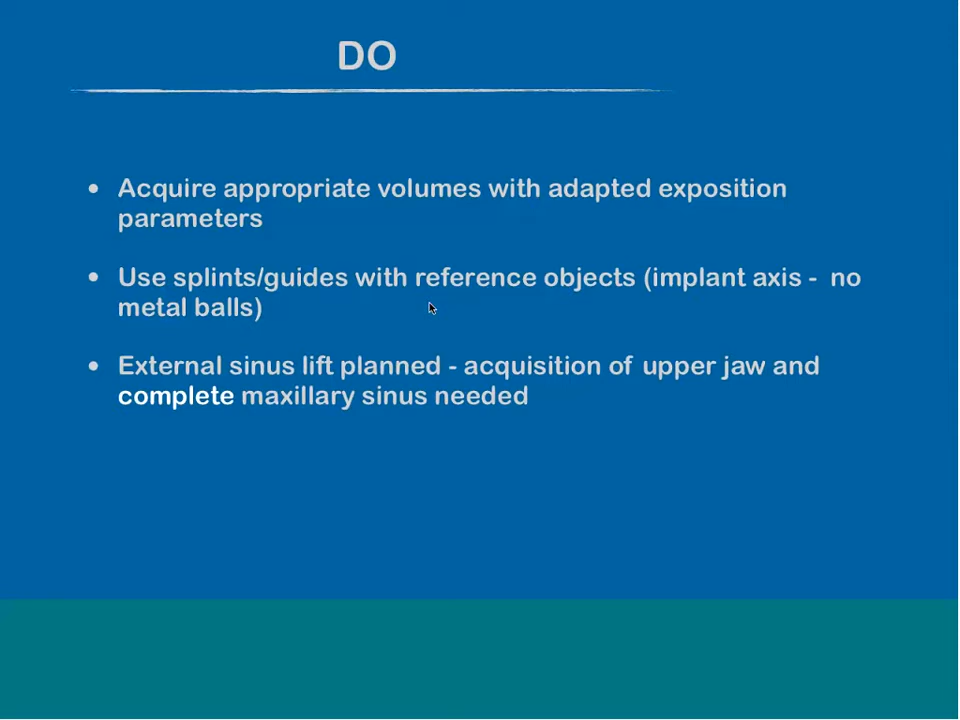 DO
• Acquire appropriate volumes with adapted exposition
parameters
• Use splints/guides with reference objects (implant axis - no
metal balls)
• External sinus lift planned - acquisition of upper jaw and
complete maxillary sinus needed